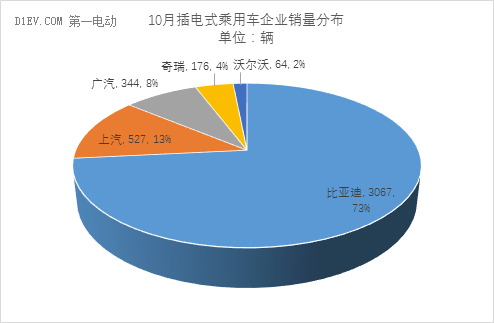 D1EV.COM 第一电动
10月插电式乘用车企业销量分布
单位：辆
奇瑞, 176, 4%
沃尔沃, 64, 2%
广汽, 344, 8%
上汽, 527, 13%
比亚迪, 3067,
73%